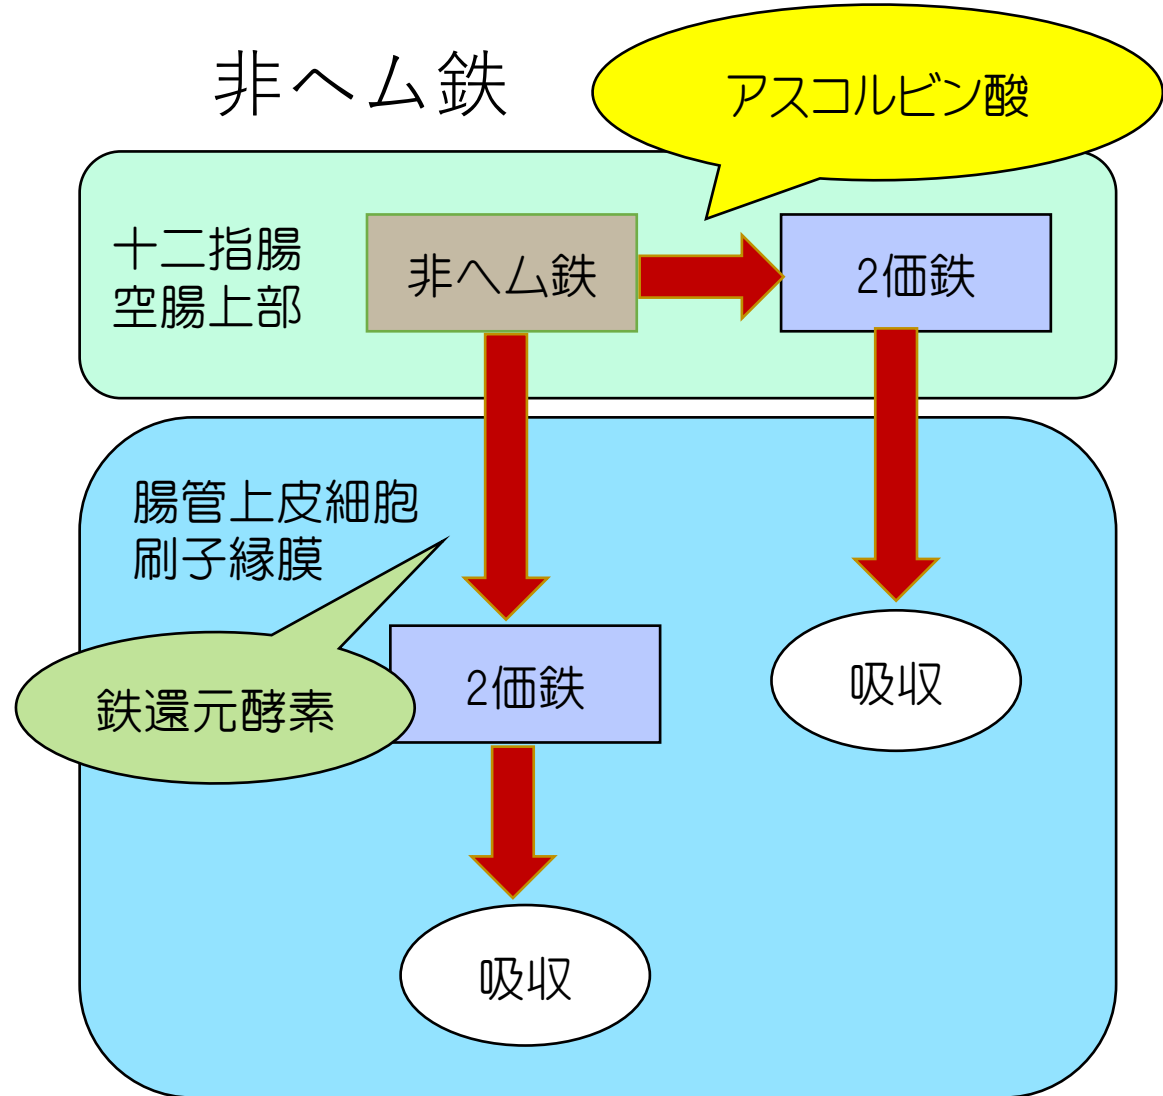 非ヘム鉄
アスコルビン酸
十二指腸
空腸上部
非ヘム鉄
2価鉄
腸管上皮細胞
刷子縁膜
鉄還元酵素
2価鉄
吸収
吸収